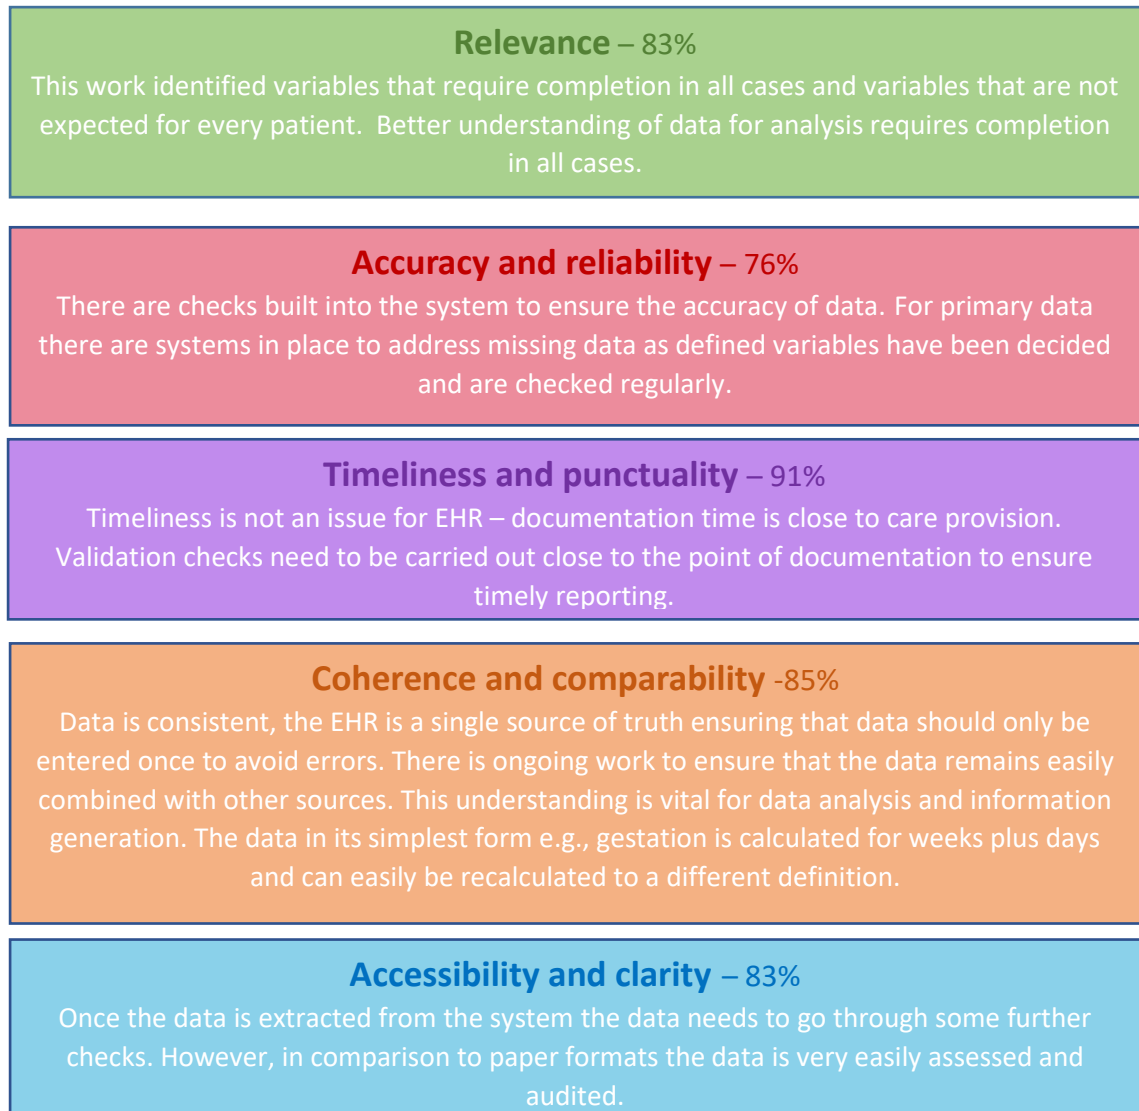 Relevance – 83%
This work identified variables that require completion in all cases and variables that are not
expected for every patient.  Better understanding of data for analysis requires completion
in all cases.
Accuracy and reliability – 76%
There are checks built into the system to ensure the accuracy of data. For primary data
there are systems in place to address missing data as defined variables have been decided
and are checked regularly.
Timeliness and punctuality – 91%
Timeliness is not an issue for EHR – documentation time is close to care provision.
Validation checks need to be carried out close to the point of documentation to ensure
timely reporting.
Coherence and comparability -85%
Data is consistent, the EHR is a single source of truth ensuring that data should only be
entered once to avoid errors. There is ongoing work to ensure that the data remains easily
combined with other sources. This understanding is vital for data analysis and information
generation. The data in its simplest form e.g., gestation is calculated for weeks plus days
and can easily be recalculated to a different definition.
Accessibility and clarity – 83%
Once the data is extracted from the system the data needs to go through some further
checks. However, in comparison to paper formats the data is very easily assessed and
audited.